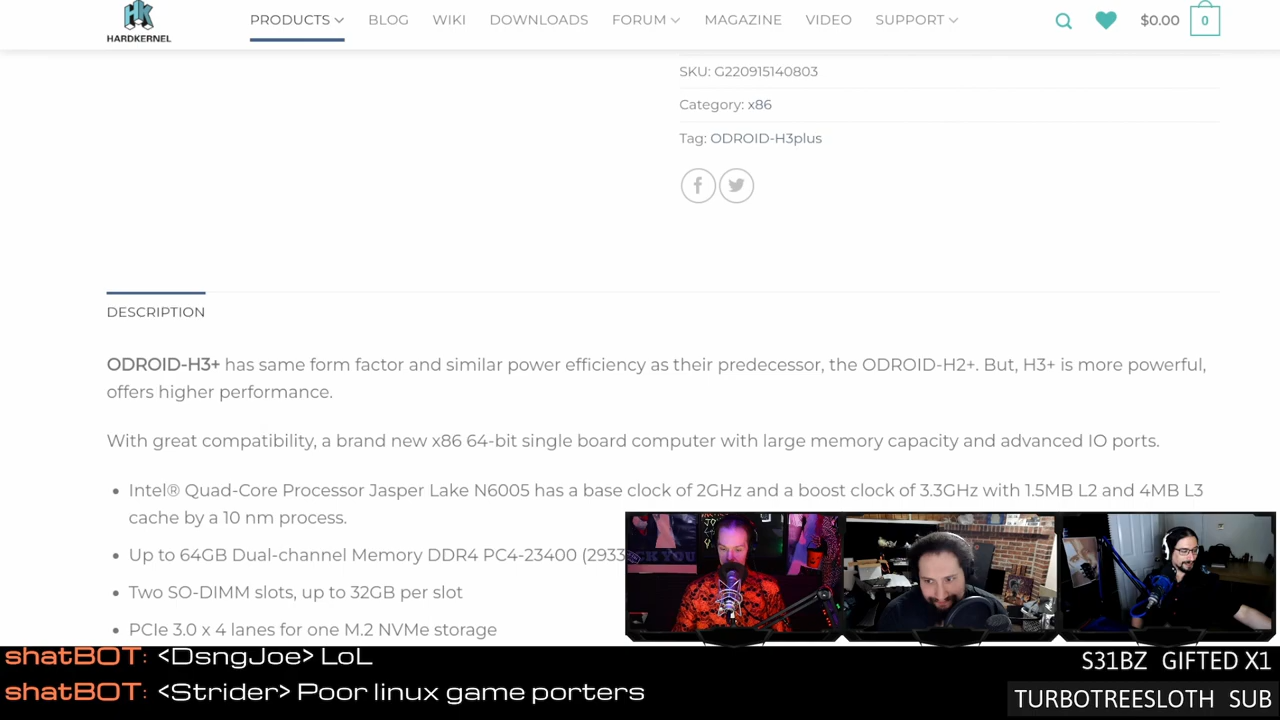 HARDKERNEL
PRODUCTS BLOG WIKI DOWNLOADS FORUM MAGAZINE VIDEO SUPPORT $0.00 0
SKU: G220915140803
Category: x86
Tag: ODROID-H3plus
DESCRIPTION
ODROID-H3+ has same form factor and similar power efficiency as their predecessor, the ODROID-H2+. But, H3+ is more powerful,
offers higher performance.
With great compatibility, a brand new x86 64-bit single board computer with large memory capacity and advanced IO ports.
Intel® Quad-Core Processor Jasper Lake N6005 has a base clock of 2GHz and a boost clock of 3.3GHz with 1.5MB L2 and 4MB L3
cache by a 10 nm process.
Up to 64GB Dual-channel Memory DDR4 PC4-23400 (2933
Two SO-DIMM slots, up to 32GB per slot
PCIe 3.0 x 4 lanes for one M.2 NVMe storage
shatBOT: <DsngJoe> LoL
shatBOT: <Strider> Poor linux game porters
S31BZ GIFTED X1
TURBOTREESLOTH SUB